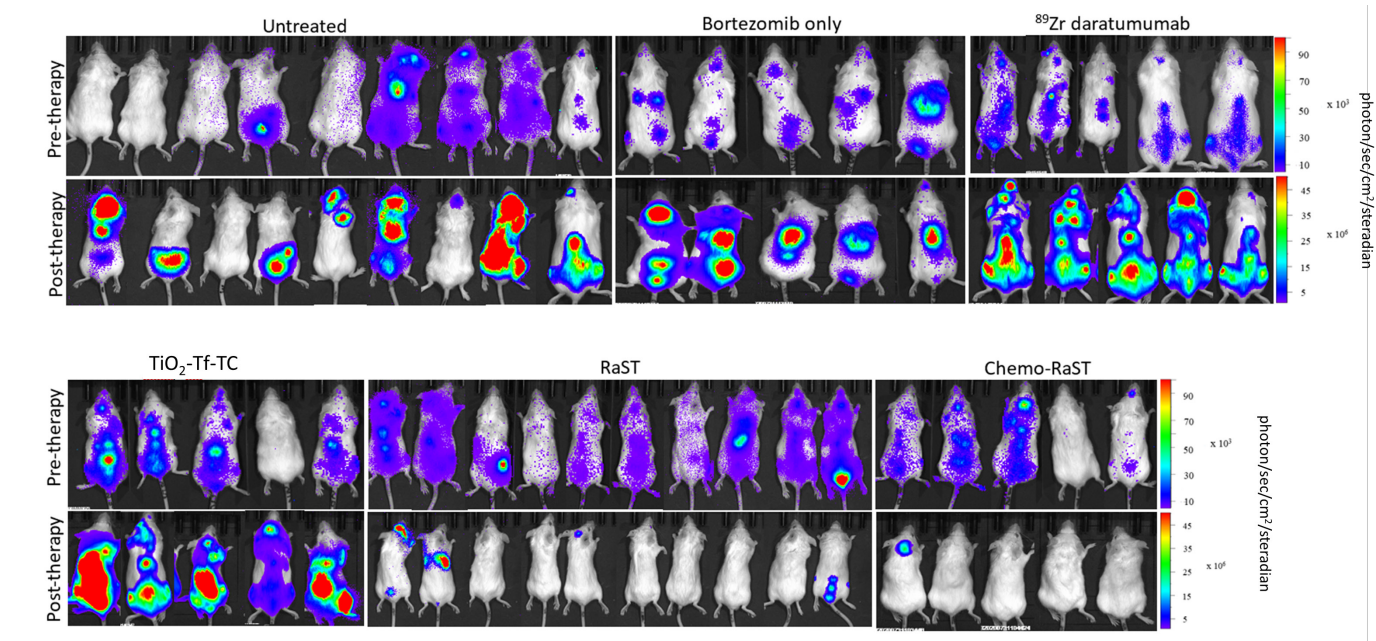 Untreated
Bortezomib only
⁸⁹Zr daratumumab
Pre-therapy
90
70
50
30
10
x 10³
photon/sec/cm²/steradian
Post-therapy
45
35
25
15
5
x 10⁶
TiO₂-Tf-TC
RaST
Chemo-RaST
Pre-therapy
90
70
50
30
10
x 10³
photon/sec/cm²/steradian
Post-therapy
45
35
25
15
5
x 10⁶